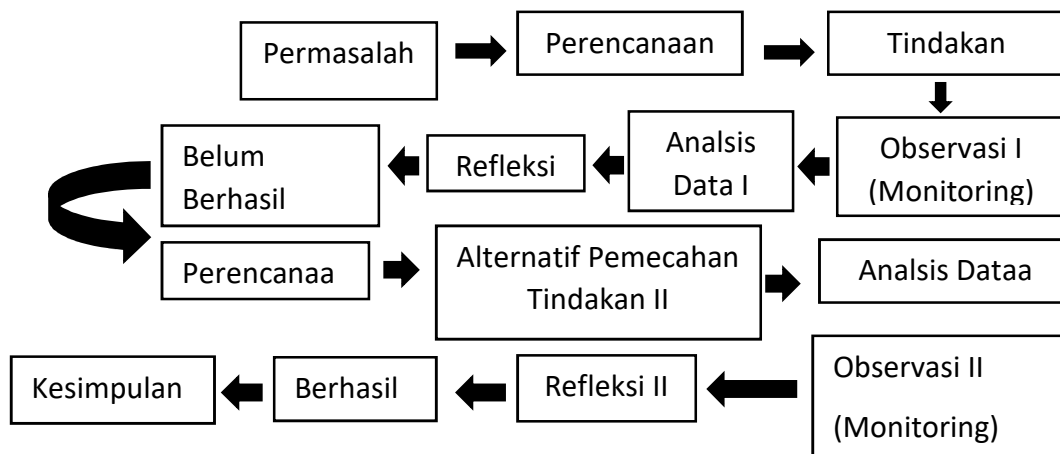 Permasalah
Perencanaan
Tindakan
Observasi I
(Monitoring)
Analsis
Data I
Refleksi
Belum
Berhasil
Perencanaa
Alternatif Pemecahan
Tindakan II
Analsis Dataa
Observasi II
(Monitoring)
Refleksi II
Berhasil
Kesimpulan